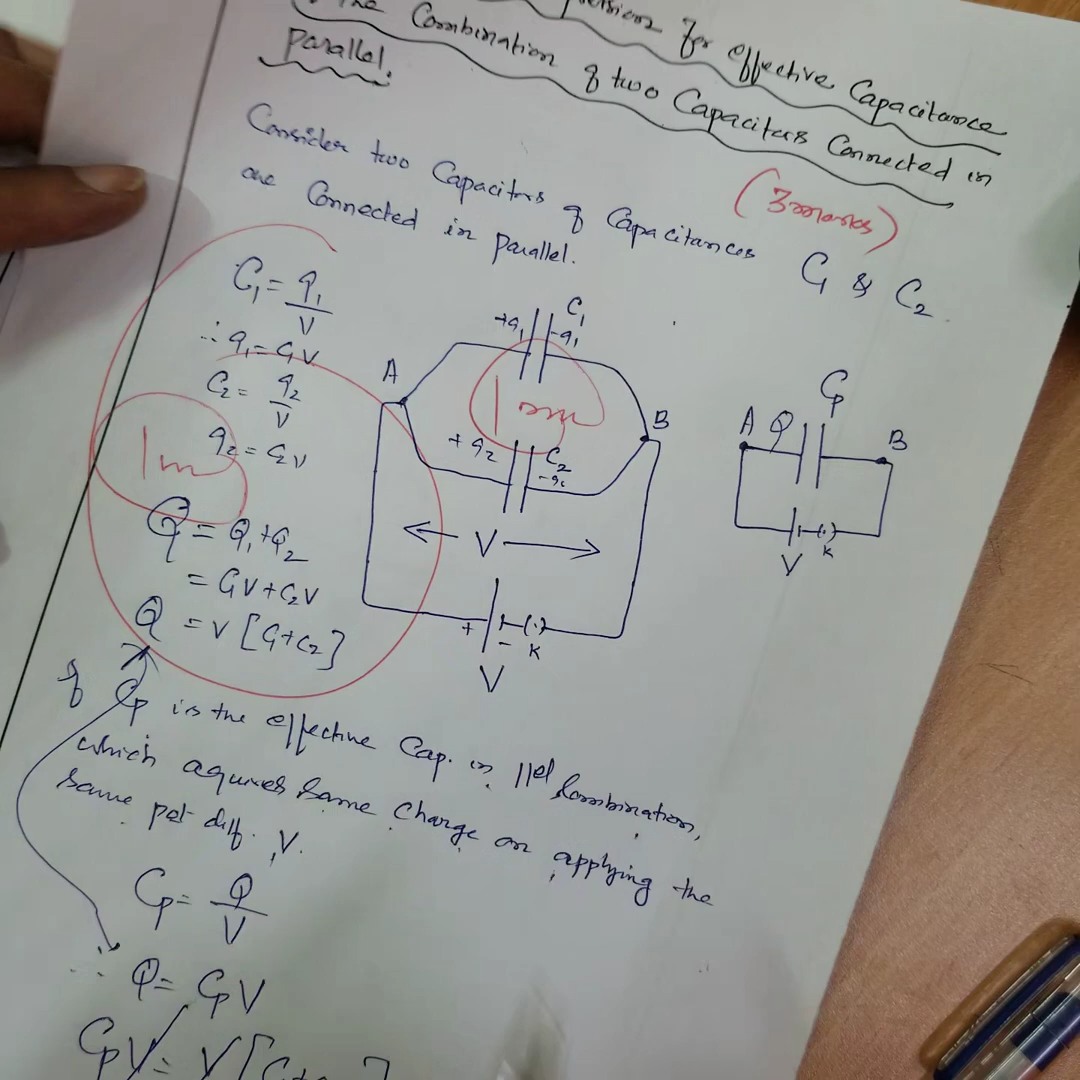 for effective Capacitance
the Combination of two Capacitors Connected in
parallel.
(3 marks)
Consider two Capacitors of Capacitances C₁ & C₂
are Connected in parallel.
C₁ = q₁/V
∴ q₁ = C₁V
C₂ = q₂/V
q₂ = C₂V
1m
Q = Q₁ + Q₂
= C₁V + C₂V
Q = V [C₁ + C₂]
+q₁ C₁ -q₁
A
1m
B
+q₂ C₂
V
+ - K
V
Cp
A Q B
V K
If Cp is the effective Cap. in ||el Combination,
which aquires Same charge on applying the
Same pot diff. V.
Cp = Q/V
∴ Q = CpV
CpV = V [C